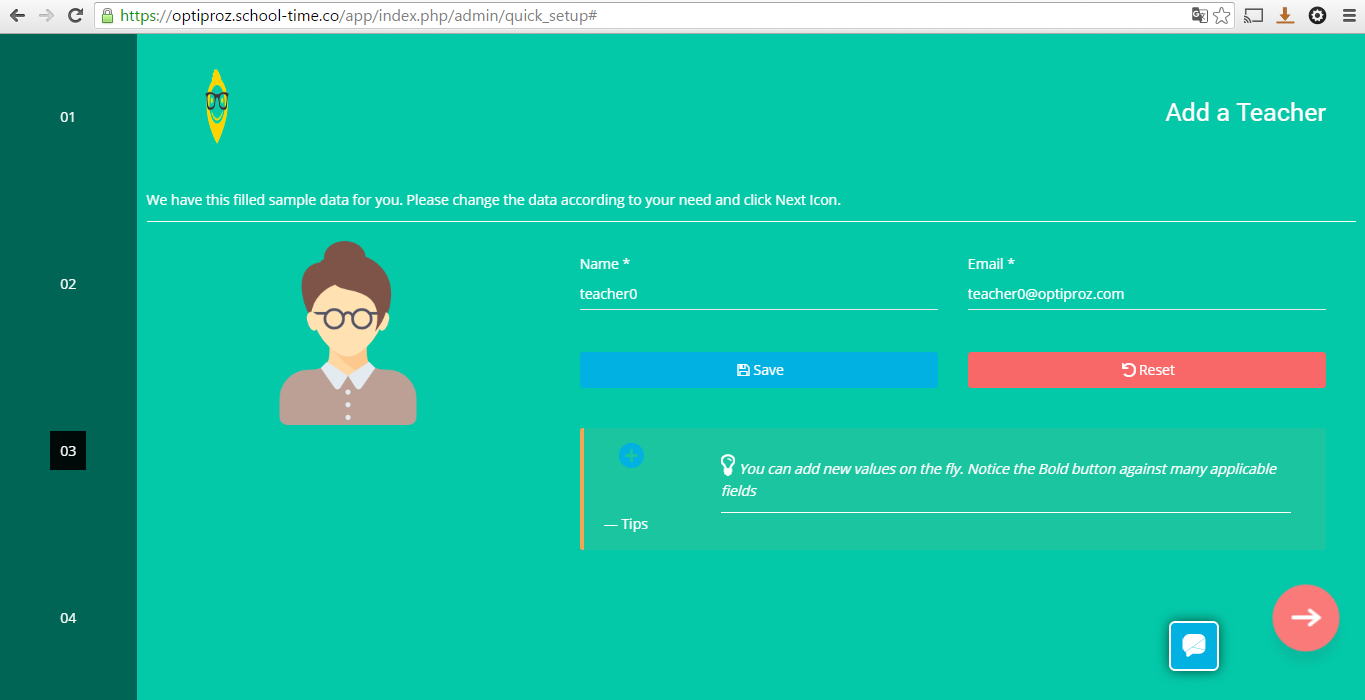 https://optiproz.school-time.co/app/index.php/admin/quick_setup#
01
Add a Teacher
We have this filled sample data for you. Please change the data according to your need and click Next Icon.
02
Name * Email *
teacher0 teacher0@optiproz.com
Save Reset
03
You can add new values on the fly. Notice the Bold button against many applicable
fields
— Tips
04